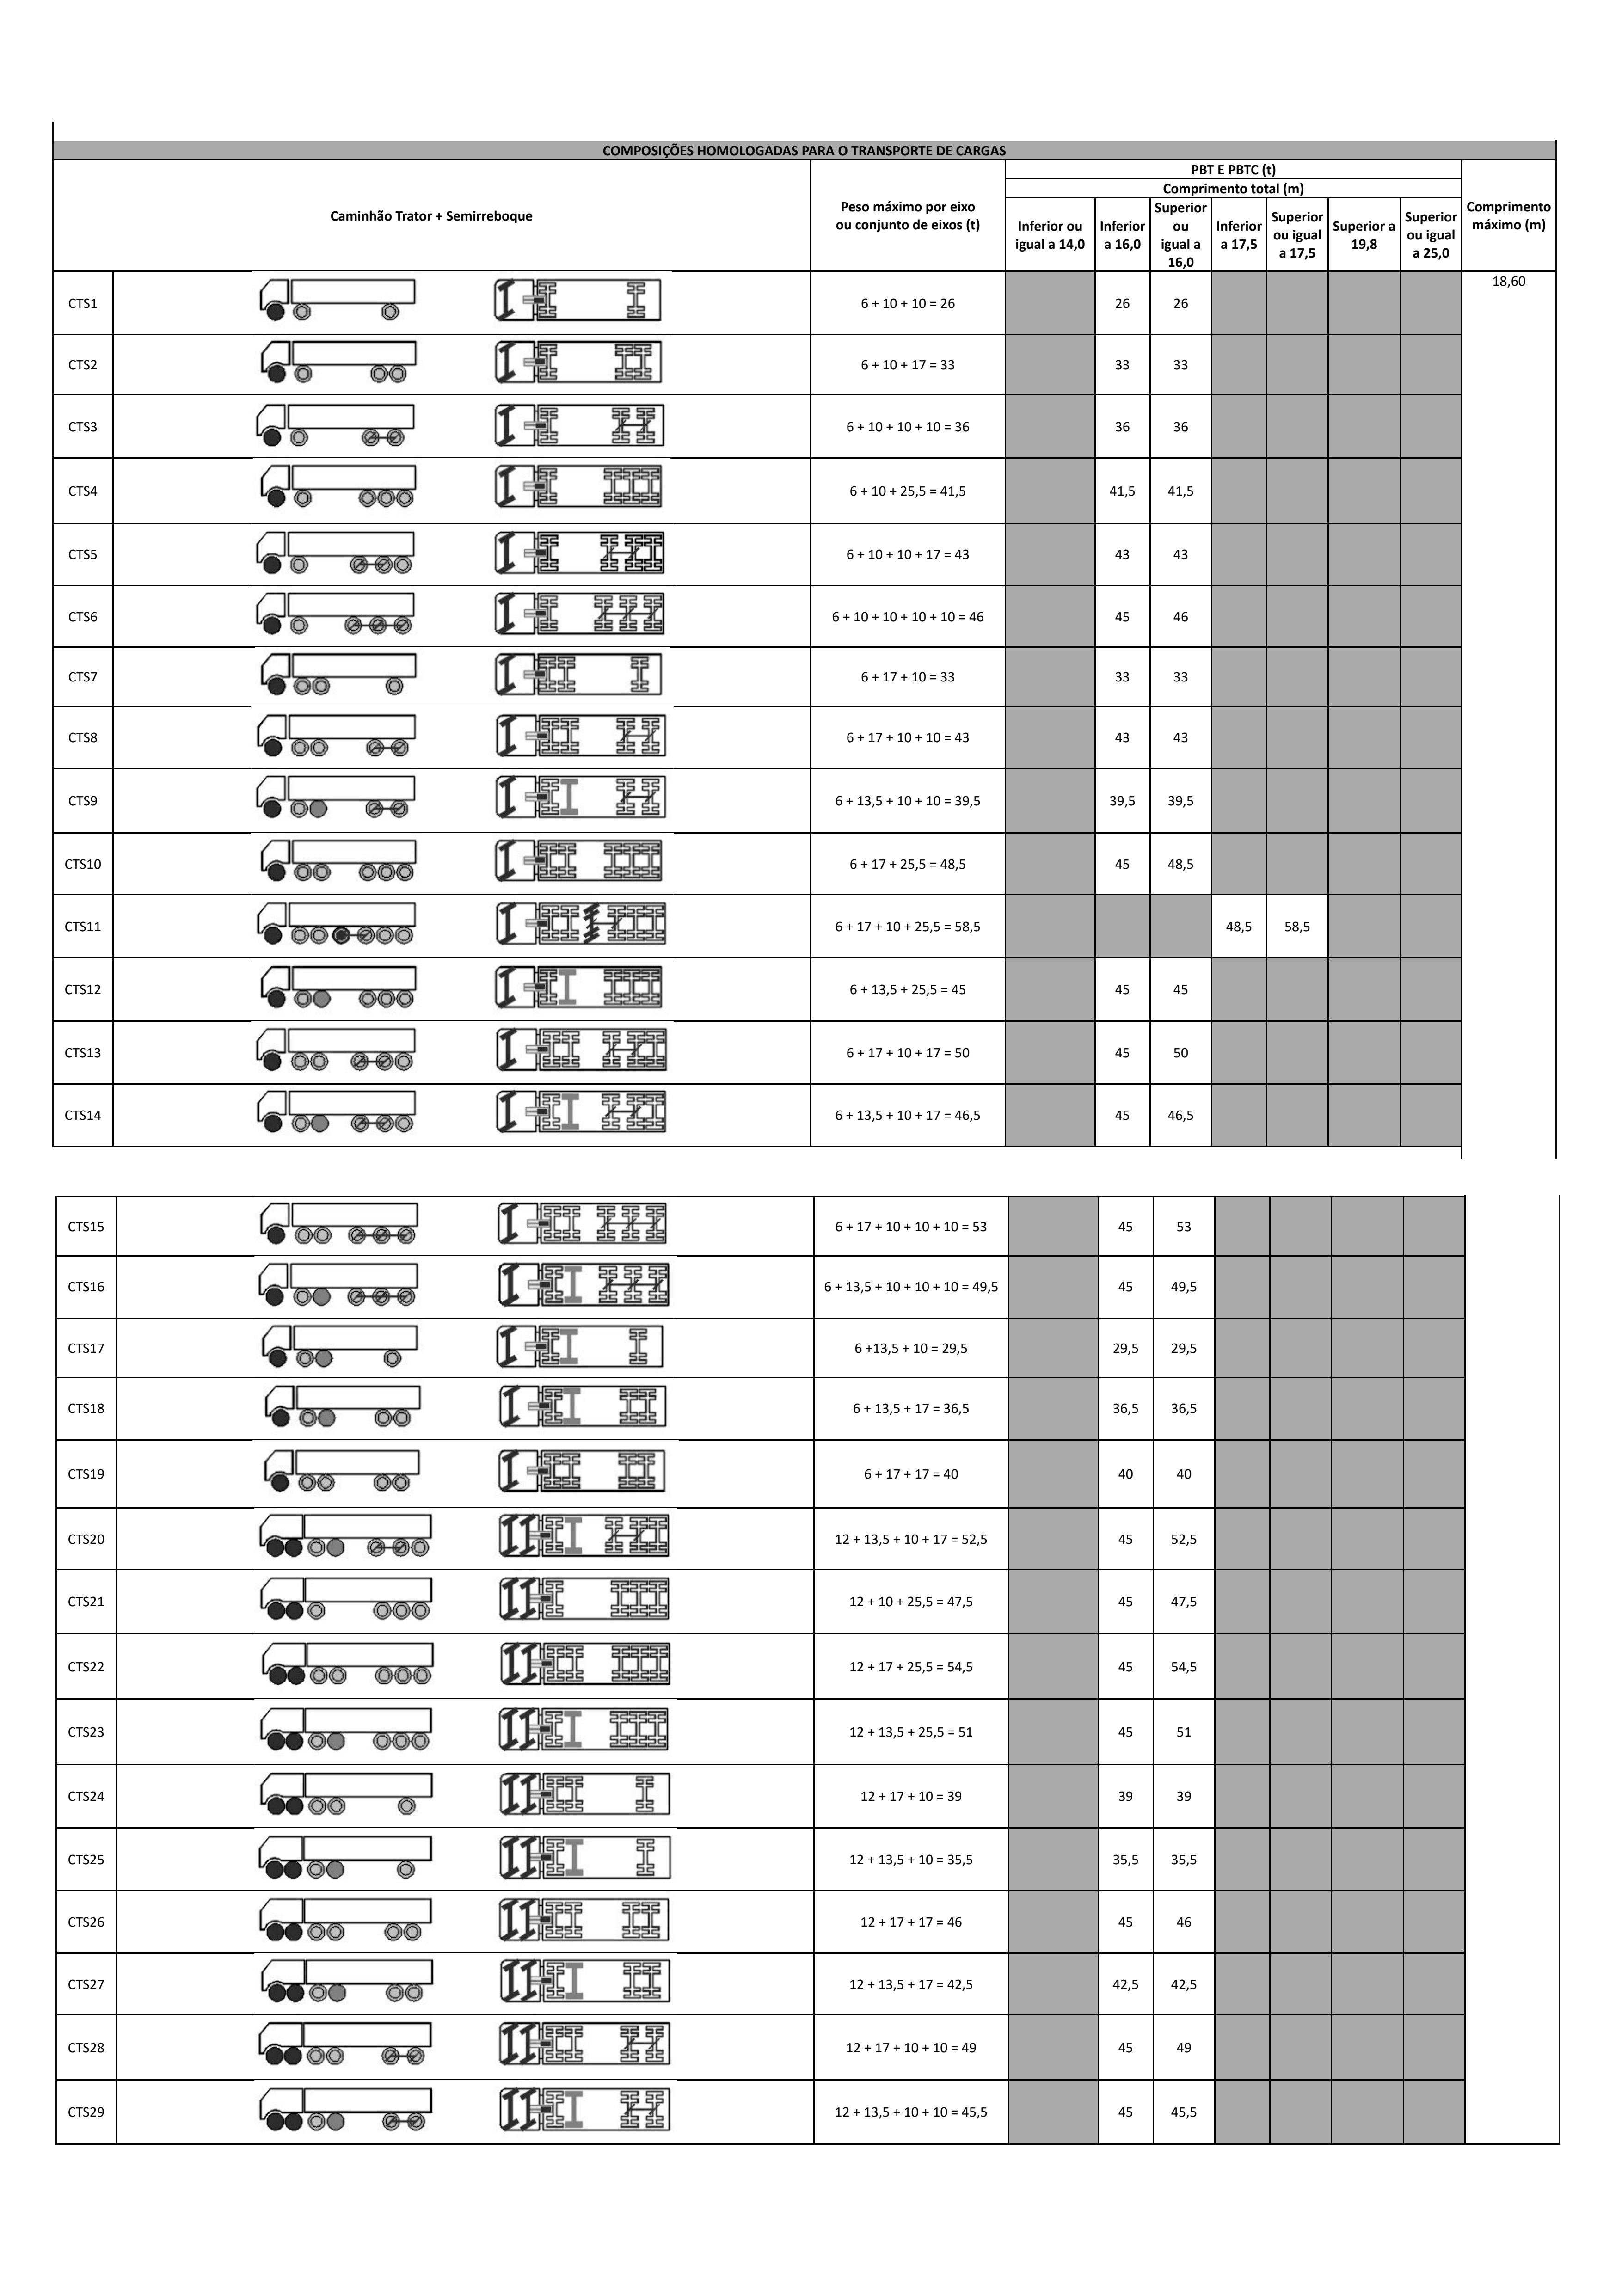 COMPOSIÇÕES HOMOLOGADAS PARA O TRANSPORTE DE CARGAS
Caminhão Trator + Semirreboque
Peso máximo por eixo
ou conjunto de eixos (t)
PBT E PBTC (t)
Comprimento total (m)
Inferior ou
igual a 14,0
Inferior
a 16,0
Superior
ou
igual a
16,0
Inferior
a 17,5
Superior
ou igual
a 17,5
Superior a
19,8
Superior
ou igual
a 25,0
Comprimento
máximo (m)
18,60
CTS1 6 + 10 + 10 = 26 26 26
CTS2 6 + 10 + 17 = 33 33 33
CTS3 6 + 10 + 10 + 10 = 36 36 36
CTS4 6 + 10 + 25,5 = 41,5 41,5 41,5
CTS5 6 + 10 + 10 + 17 = 43 43 43
CTS6 6 + 10 + 10 + 10 + 10 = 46 45 46
CTS7 6 + 17 + 10 = 33 33 33
CTS8 6 + 17 + 10 + 10 = 43 43 43
CTS9 6 + 13,5 + 10 + 10 = 39,5 39,5 39,5
CTS10 6 + 17 + 25,5 = 48,5 45 48,5
CTS11 6 + 17 + 10 + 25,5 = 58,5 48,5 58,5
CTS12 6 + 13,5 + 25,5 = 45 45 45
CTS13 6 + 17 + 10 + 17 = 50 45 50
CTS14 6 + 13,5 + 10 + 17 = 46,5 45 46,5
CTS15 6 + 17 + 10 + 10 + 10 = 53 45 53
CTS16 6 + 13,5 + 10 + 10 + 10 = 49,5 45 49,5
CTS17 6 +13,5 + 10 = 29,5 29,5 29,5
CTS18 6 + 13,5 + 17 = 36,5 36,5 36,5
CTS19 6 + 17 + 17 = 40 40 40
CTS20 12 + 13,5 + 10 + 17 = 52,5 45 52,5
CTS21 12 + 10 + 25,5 = 47,5 45 47,5
CTS22 12 + 17 + 25,5 = 54,5 45 54,5
CTS23 12 + 13,5 + 25,5 = 51 45 51
CTS24 12 + 17 + 10 = 39 39 39
CTS25 12 + 13,5 + 10 = 35,5 35,5 35,5
CTS26 12 + 17 + 17 = 46 45 46
CTS27 12 + 13,5 + 17 = 42,5 42,5 42,5
CTS28 12 + 17 + 10 + 10 = 49 45 49
CTS29 12 + 13,5 + 10 + 10 = 45,5 45 45,5